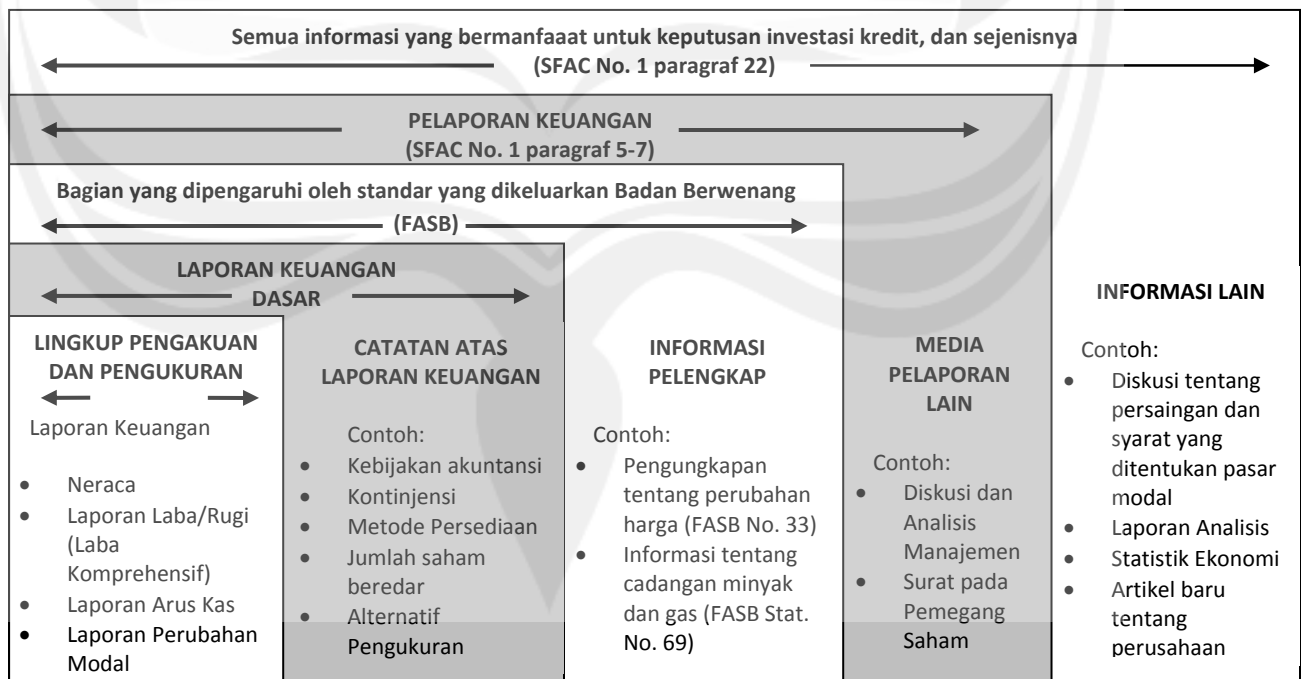 Semua informasi yang bermanfaaat untuk keputusan investasi kredit, dan sejenisnya
(SFAC No. 1 paragraf 22)
PELAPORAN KEUANGAN
(SFAC No. 1 paragraf 5-7)
Bagian yang dipengaruhi oleh standar yang dikeluarkan Badan Berwenang
(FASB)
LAPORAN KEUANGAN
DASAR
LINGKUP PENGAKUAN
DAN PENGUKURAN
Laporan Keuangan
• Neraca
• Laporan Laba/Rugi
(Laba
Komprehensif)
• Laporan Arus Kas
• Laporan Perubahan
Modal
CATATAN ATAS
LAPORAN KEUANGAN
Contoh:
• Kebijakan akuntansi
• Kontinjensi
• Metode Persediaan
• Jumlah saham
beredar
• Alternatif
Pengukuran
INFORMASI
PELENGKAP
Contoh:
• Pengungkapan
tentang perubahan
harga (FASB No. 33)
• Informasi tentang
cadangan minyak
dan gas (FASB Stat.
No. 69)
MEDIA
PELAPORAN
LAIN
Contoh:
• Diskusi dan
Analisis
Manajemen
• Surat pada
Pemegang
Saham
INFORMASI LAIN
Contoh:
• Diskusi tentang
persaingan dan
syarat yang
ditentukan pasar
modal
• Laporan Analisis
• Statistik Ekonomi
• Artikel baru
tentang
perusahaan